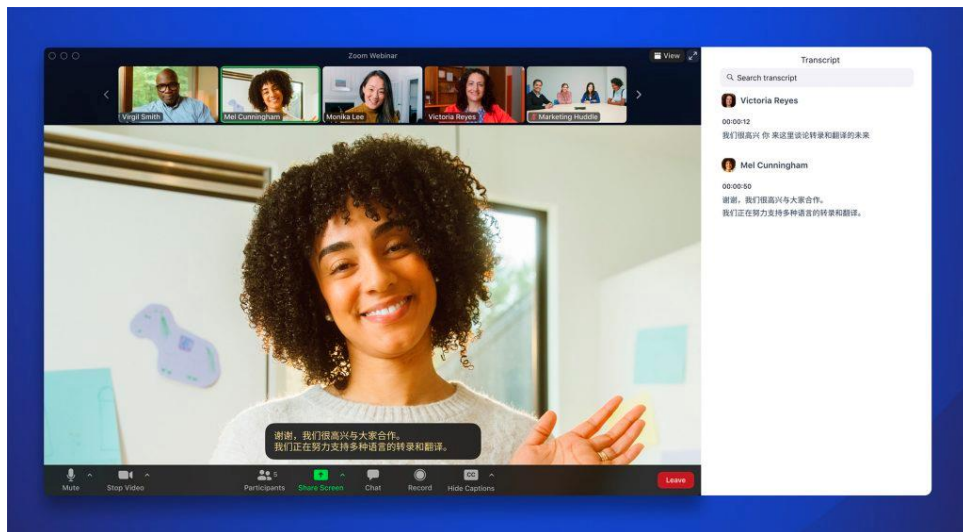 Zoom Webinar
View
Virgil Smith
Mel Cunningham
Monika Lee
Victoria Reyes
Marketing Huddle
谢谢，我们很高兴与大家合作。
我们正在努力支持多种语言的转录和翻译。
Mute
Stop Video
5
Participants
Share Screen
Chat
Record
CC
Hide Captions
Leave
Transcript
Search transcript
Victoria Reyes
00:00:12
我们很高兴 你 来这里谈论转录和翻译的未来
Mel Cunningham
00:00:50
谢谢，我们很高兴与大家合作。
我们正在努力支持多种语言的转录和翻译。